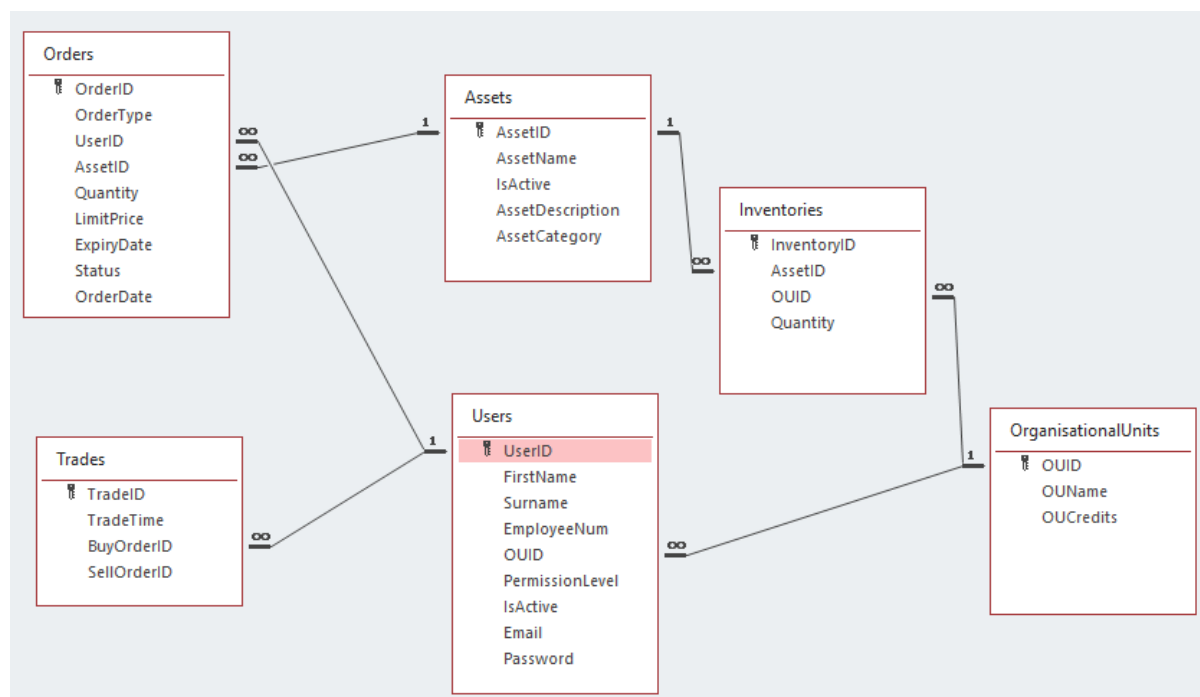 Orders
OrderID
OrderType
UserID
AssetID
Quantity
LimitPrice
ExpiryDate
Status
OrderDate
∞
∞
1
Assets
AssetID
AssetName
IsActive
AssetDescription
AssetCategory
1
∞
Inventories
InventoryID
AssetID
OUID
Quantity
∞
Trades
TradeID
TradeTime
BuyOrderID
SellOrderID
∞
1
Users
UserID
FirstName
Surname
EmployeeNum
OUID
PermissionLevel
IsActive
Email
Password
∞
1
OrganisationalUnits
OUID
OUName
OUCredits